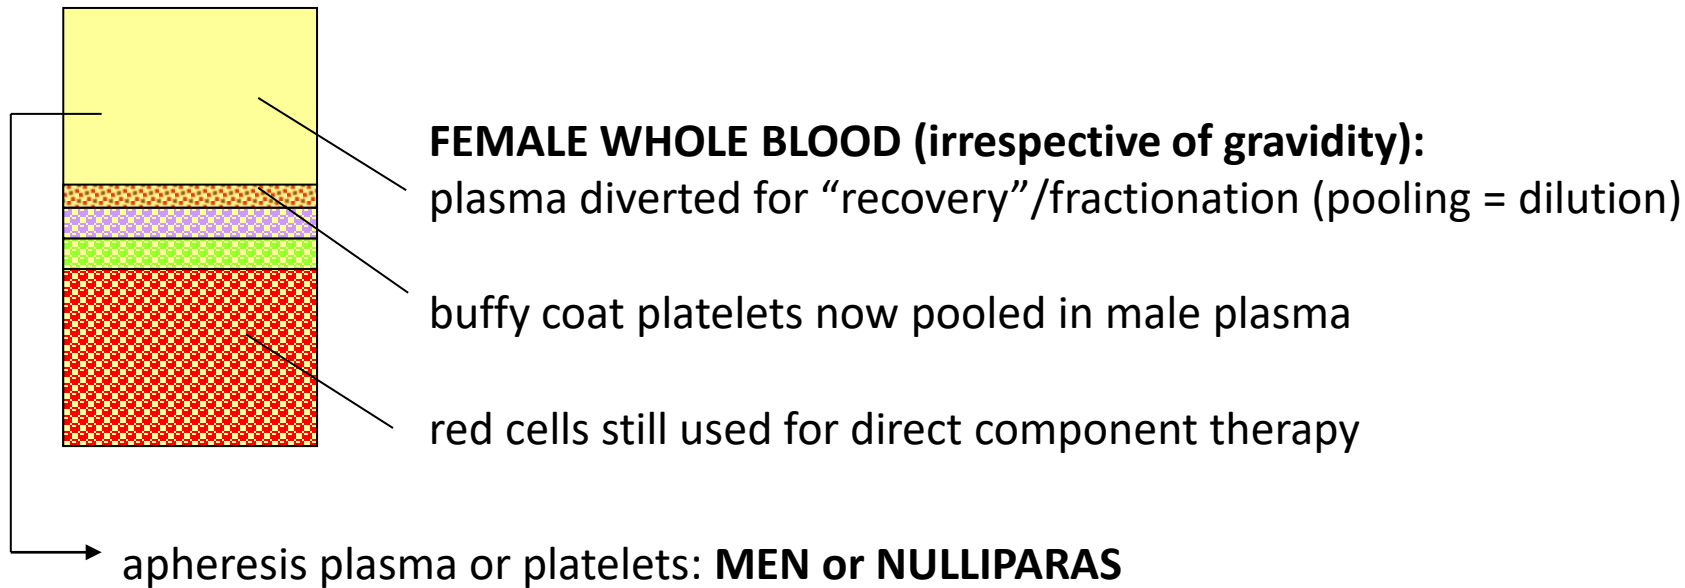 FEMALE WHOLE BLOOD (irrespective of gravidity):
plasma diverted for “recovery”/fractionation (pooling = dilution)
buffy coat platelets now pooled in male plasma
red cells still used for direct component therapy
apheresis plasma or platelets: MEN or NULLIPARAS